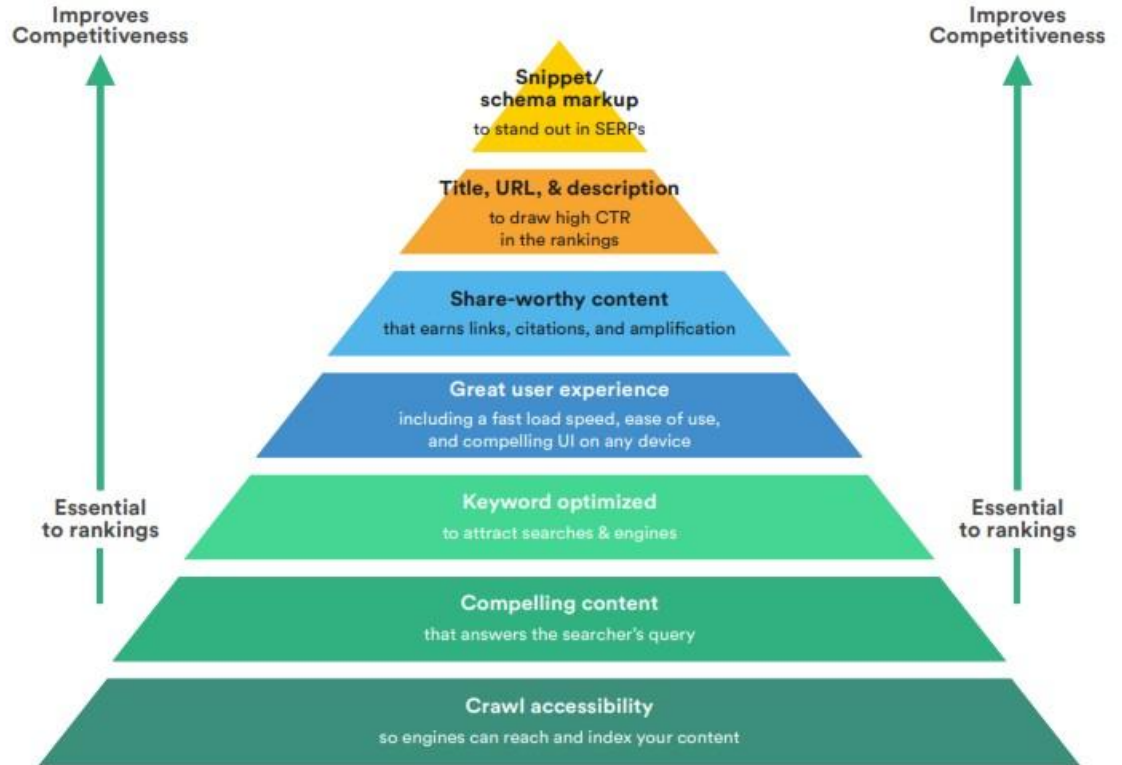 Improves
Competitiveness
Improves
Competitiveness
Snippet/
schema markup
to stand out in SERPs
Title, URL, & description
to draw high CTR
in the rankings
Share-worthy content
that earns links, citations, and amplification
Great user experience
including a fast load speed, ease of use,
and compelling UI on any device
Essential
to rankings
Keyword optimized
to attract searches & engines
Essential
to rankings
Compelling content
that answers the searcher's query
Crawl accessibility
so engines can reach and index your content